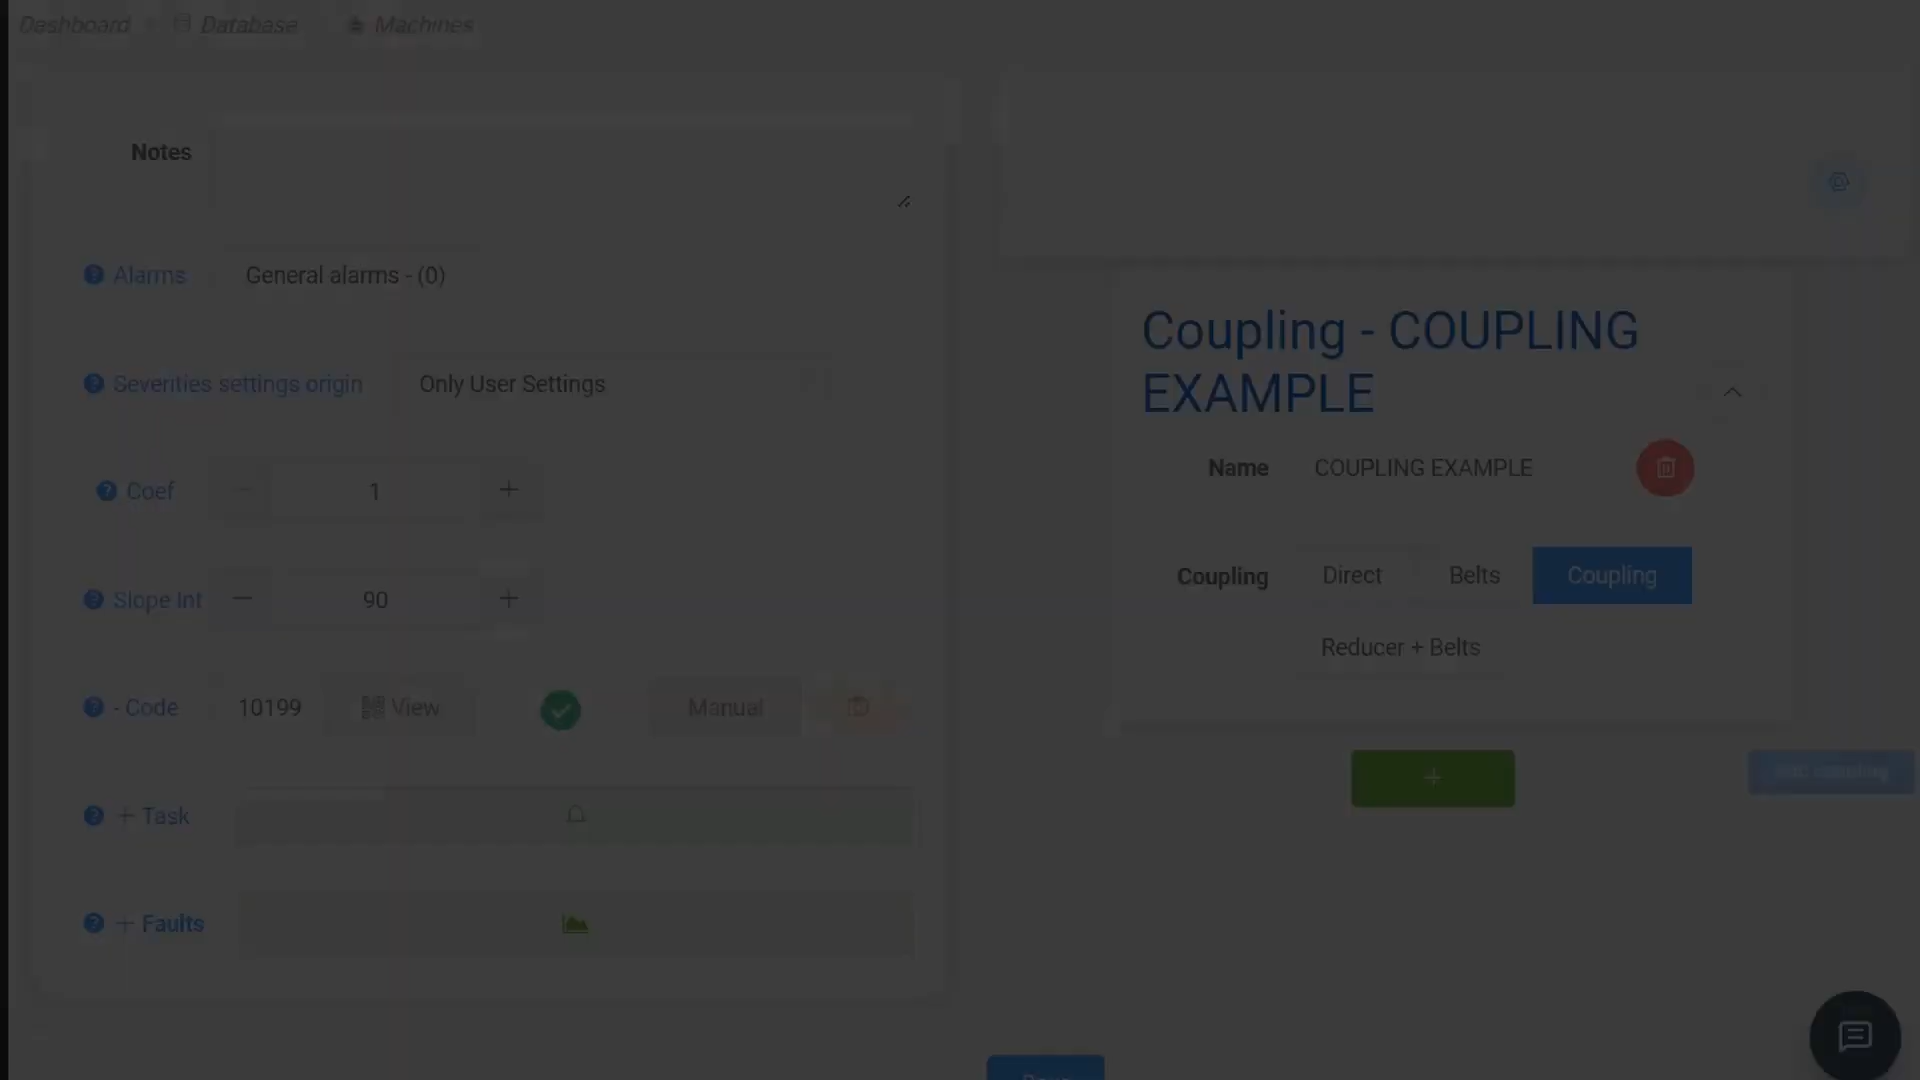 Dashboard
Database
Machines
Notes
Alarms
General alarms - (0)
Severities settings origin
Only User Settings
Coef
1
Slope Int
90
- Code
10199
View
Manual
+ Task
+ Faults
Coupling - COUPLING
EXAMPLE
Name
COUPLING EXAMPLE
Coupling
Direct
Belts
Coupling
Reducer + Belts